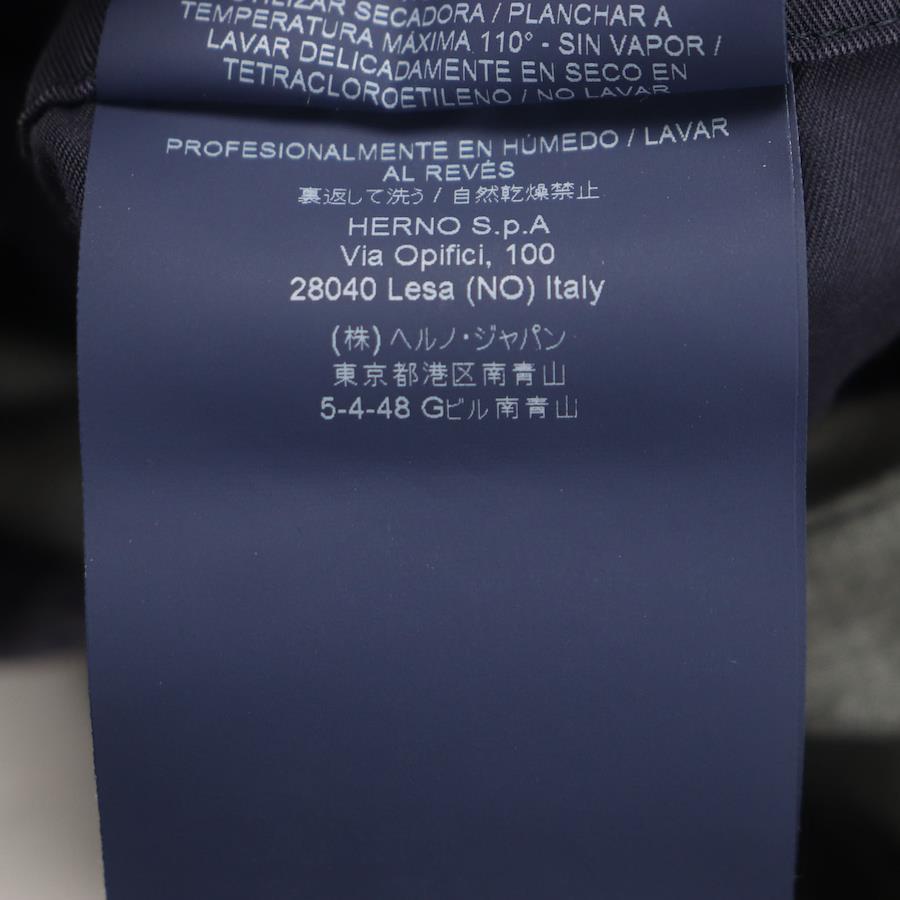 UTILIZAR SECADORA / PLANCHAR A
TEMPERATURA MÁXIMA 110° - SIN VAPOR /
LAVAR DELICADAMENTE EN SECO EN
TETRACLOROETILENO / NO LAVAR
PROFESIONALMENTE EN HÚMEDO / LAVAR
AL REVÉS
裏返して洗う / 自然乾燥禁止
HERNO S.p.A
Via Opifici, 100
28040 Lesa (NO) Italy
(株) ヘルノ・ジャパン
東京都港区南青山
5-4-48 Gビル南青山